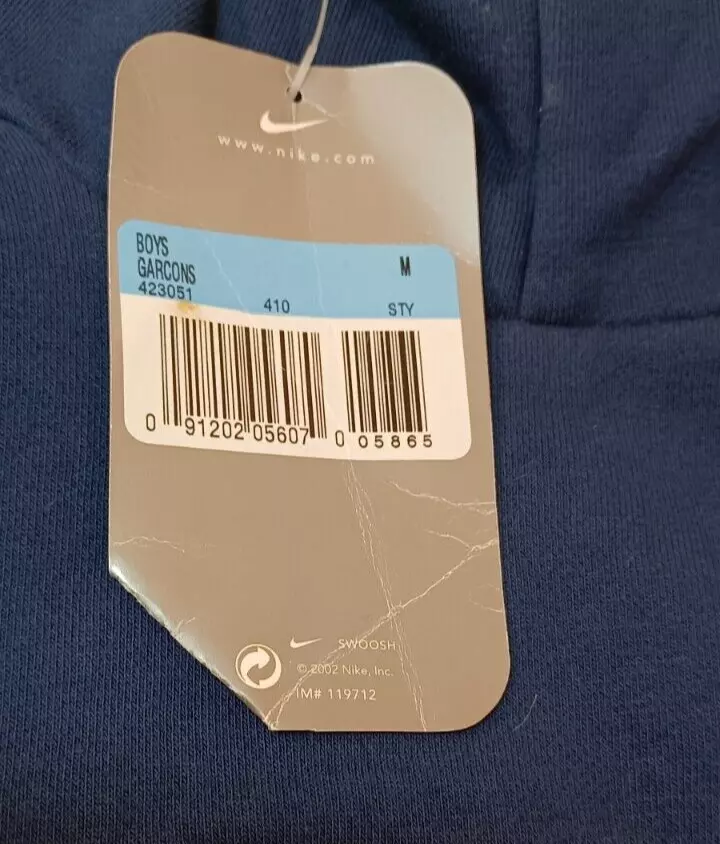 www.nike.com
BOYS
GARCONS M
423051 410 STY
0 91202 05607 0 05865
SWOOSH
© 2002 Nike, Inc.
IM# 119712